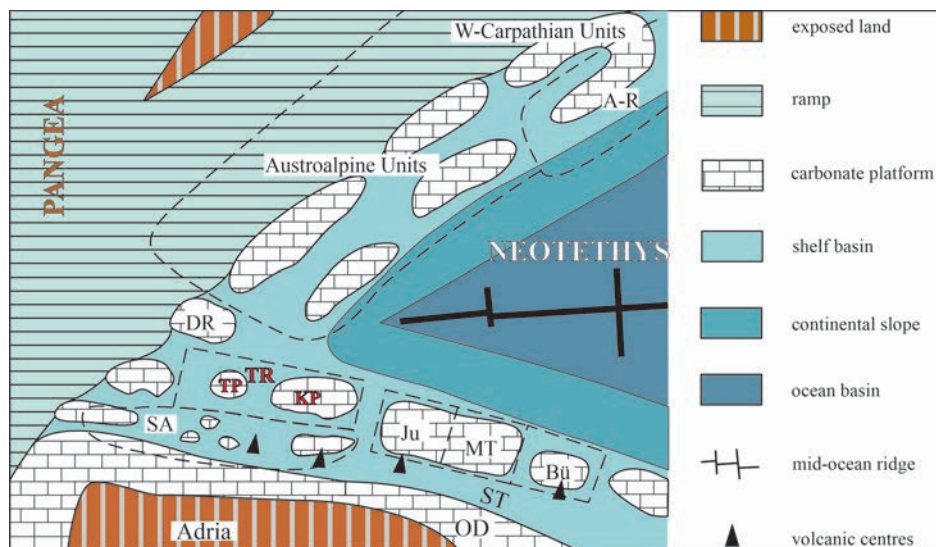 W-Carpathian Units
A-R
Austroalpine Units
PANGEA
NEOTETHYS
DR
TP
TR
KP
SA
Ju
MT
Bü
ST
OD
Adria
exposed land
ramp
carbonate platform
shelf basin
continental slope
ocean basin
mid-ocean ridge
volcanic centres